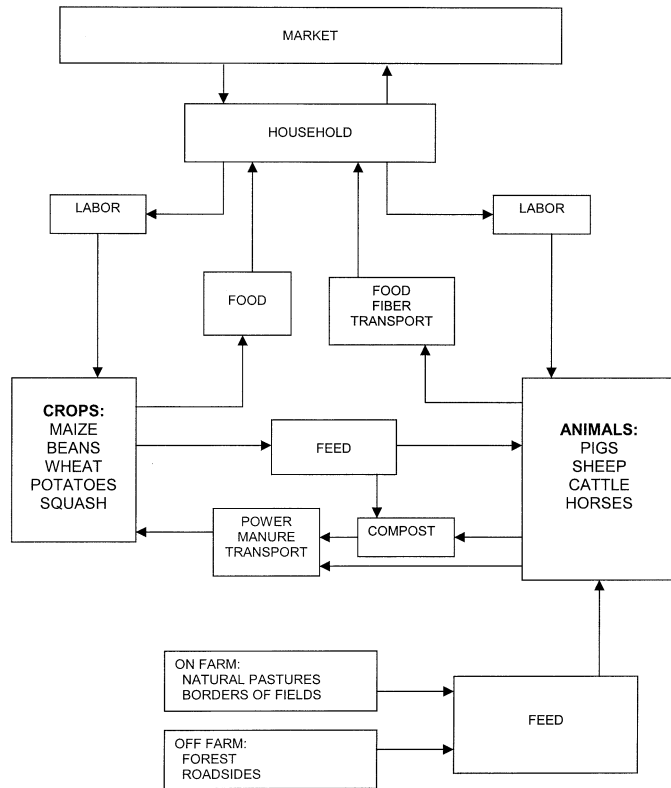 MARKET
HOUSEHOLD
LABOR
LABOR
FOOD
FOOD
FIBER
TRANSPORT
CROPS:
MAIZE
BEANS
WHEAT
POTATOES
SQUASH
FEED
ANIMALS:
PIGS
SHEEP
CATTLE
HORSES
POWER
MANURE
TRANSPORT
COMPOST
ON FARM:
NATURAL PASTURES
BORDERS OF FIELDS
FEED
OFF FARM:
FOREST
ROADSIDES